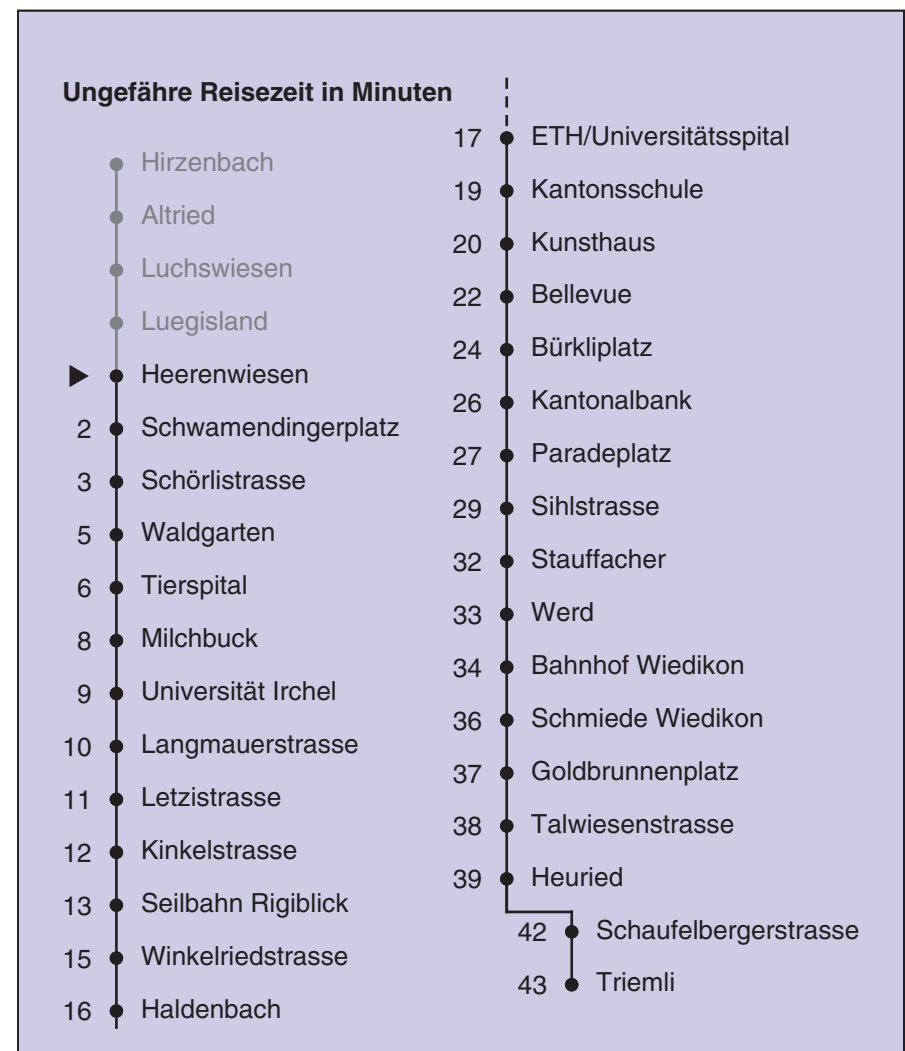 Ungefähre Reisezeit in Minuten
Hirzenbach
Altried
Luchswiesen
Luegisland
Heerenwiesen
2 Schwamendingerplatz
3 Schörlistrasse
5 Waldgarten
6 Tierspital
8 Milchbuck
9 Universität Irchel
10 Langmauerstrasse
11 Letzistrasse
12 Kinkelstrasse
13 Seilbahn Rigiblick
15 Winkelriedstrasse
16 Haldenbach
17 ETH/Universitätsspital
19 Kantonsschule
20 Kunsthaus
22 Bellevue
24 Bürkliplatz
26 Kantonalbank
27 Paradeplatz
29 Sihlstrasse
32 Stauffacher
33 Werd
34 Bahnhof Wiedikon
36 Schmiede Wiedikon
37 Goldbrunnenplatz
38 Talwiesenstrasse
39 Heuried
42 Schaufelbergerstrasse
43 Triemli